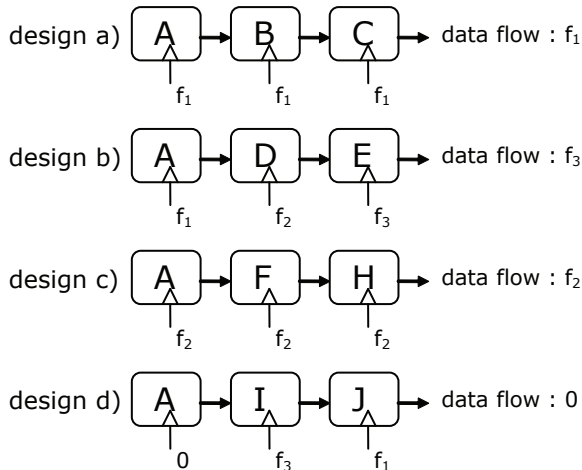 design a) A B C data flow : f₁
f₁ f₁ f₁
design b) A D E data flow : f₃
f₁ f₂ f₃
design c) A F H data flow : f₂
f₂ f₂ f₂
design d) A I J data flow : 0
0 f₃ f₁